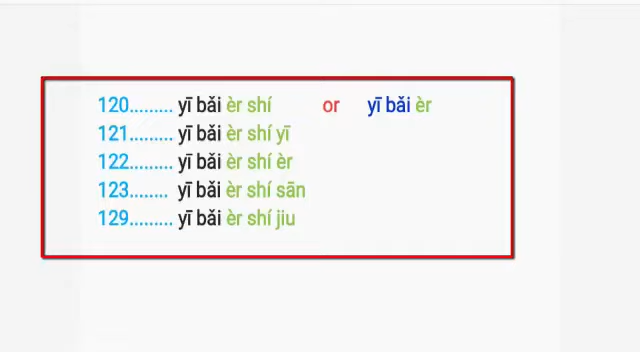 120......... yī bǎi èr shí or yī bǎi èr
121......... yī bǎi èr shí yī
122......... yī bǎi èr shí èr
123........ yī bǎi èr shí sān
129......... yī bǎi èr shí jiu